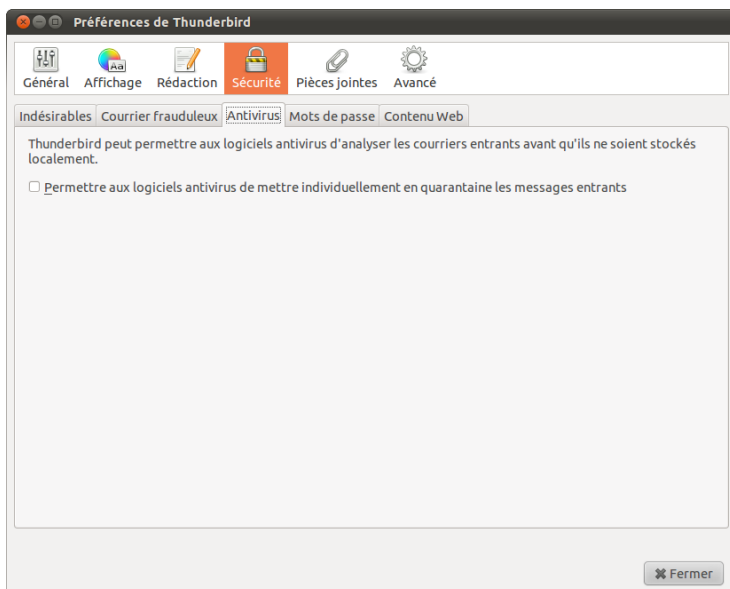 Préférences de Thunderbird
Général Affichage Rédaction Sécurité Pièces jointes Avancé
Indésirables Courrier frauduleux Antivirus Mots de passe Contenu Web
Thunderbird peut permettre aux logiciels antivirus d'analyser les courriers entrants avant qu'ils ne soient stockés
localement.
Permettre aux logiciels antivirus de mettre individuellement en quarantaine les messages entrants
Fermer